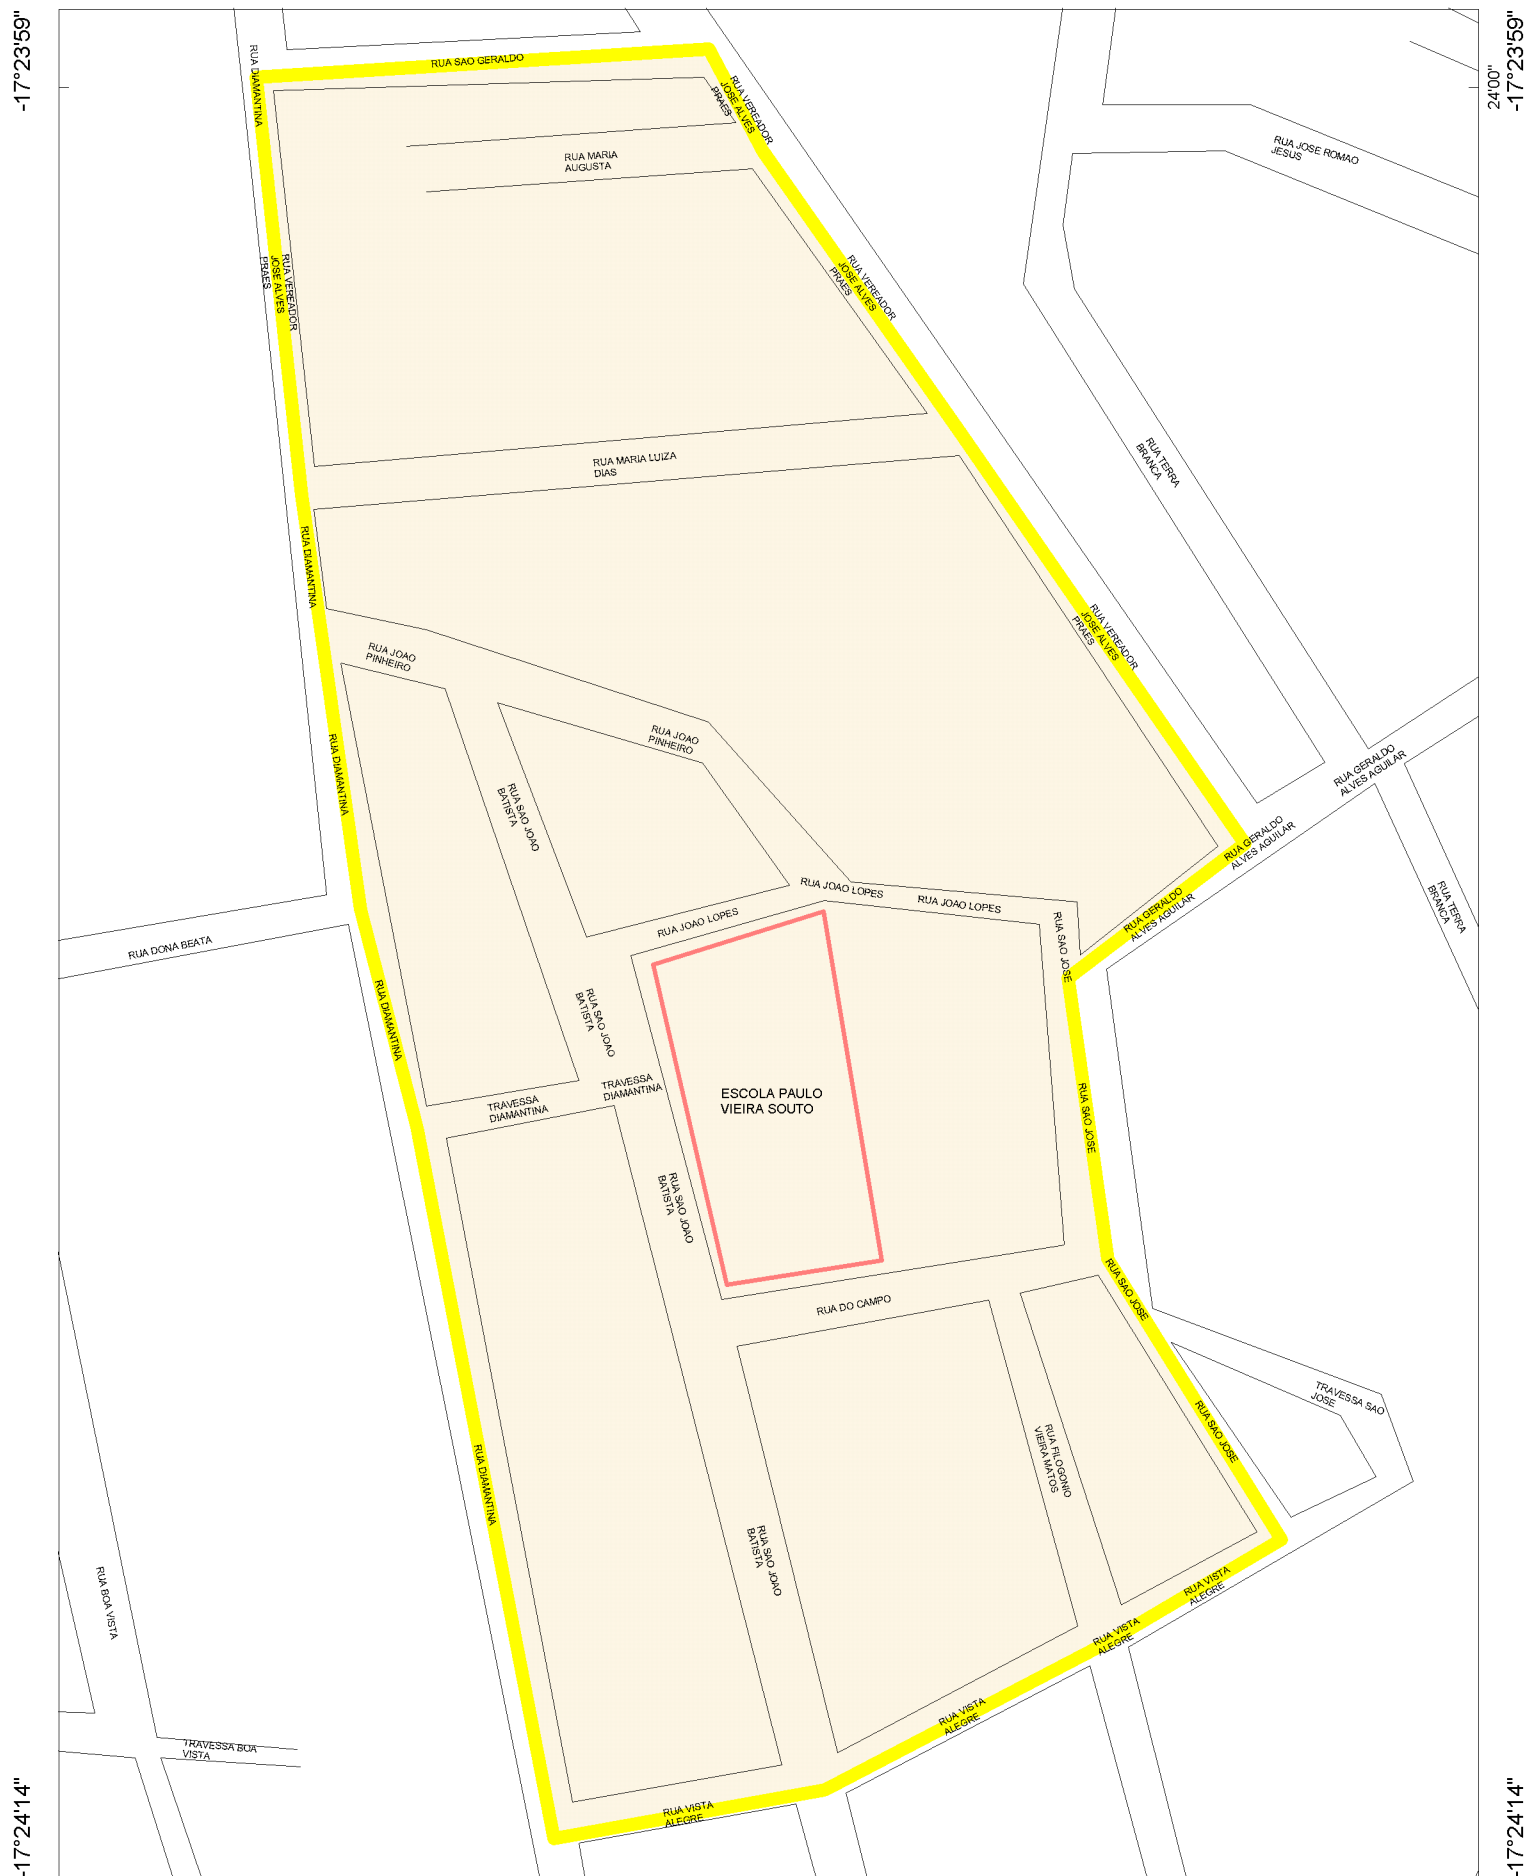 -17°23'59"
-17°23'59"
24'00"
RUA DIAMANTINA
RUA SAO GERALDO
RUA VEREADOR
JOSE ALVES
PRAES
RUA MARIA
AUGUSTA
RUA JOSE ROMAO
JESUS
RUA VEREADOR
JOSE ALVES
PRAES
RUA VEREADOR
JOSE ALVES
PRAES
RUA MARIA LUIZA
DIAS
RUA TERRA
BRANCA
RUA DIAMANTINA
RUA VEREADOR
JOSE ALVES
PRAES
RUA JOAO
PINHEIRO
RUA JOAO
PINHEIRO
RUA DIAMANTINA
RUA GERALDO
ALVES AGUILAR
RUA SAO JOAO
BATISTA
RUA GERALDO
ALVES AGUILAR
RUA JOAO LOPES
RUA JOAO LOPES
RUA JOAO LOPES
RUA GERALDO
ALVES AGUILAR
RUA TERRA
BRANCA
RUA DONA BEATA
RUA SAO JOSE
RUA DIAMANTINA
RUA SAO JOAO
BATISTA
TRAVESSA
DIAMANTINA
TRAVESSA
DIAMANTINA
ESCOLA PAULO
VIEIRA SOUTO
RUA SAO JOSE
RUA SAO JOAO
BATISTA
RUA DO CAMPO
RUA SAO JOSE
TRAVESSA SAO
JOSE
RUA SAO JOSE
RUA FILOGONIO
VIEIRA MATOS
RUA DIAMANTINA
RUA SAO JOAO
BATISTA
RUA BOA VISTA
RUA VISTA
ALEGRE
RUA VISTA
ALEGRE
RUA VISTA
ALEGRE
TRAVESSA BOA
VISTA
RUA VISTA
ALEGRE
-17°24'14"
-17°24'14"